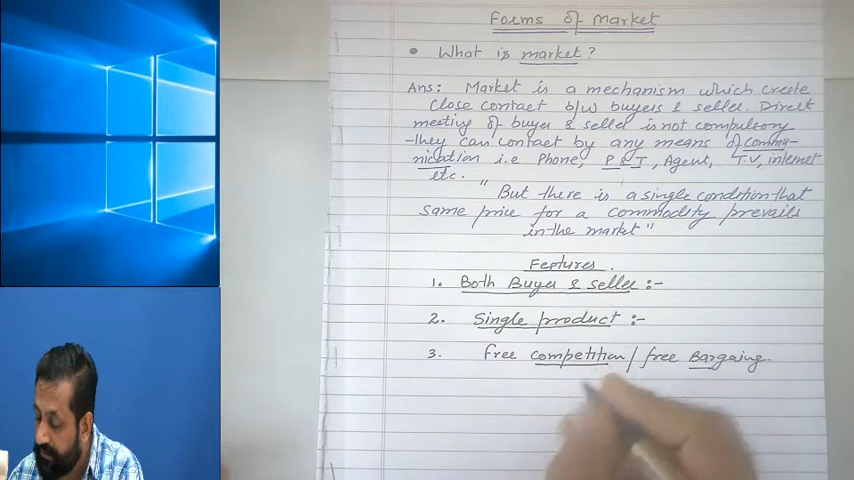 Forms of market
• What is market?
Ans: Market is a mechanism which create
close contact b/w buyers & seller. Direct
meeting of buyer & seller is not compulsory
they can contact by any means of commu-
nication i.e Phone, P & T, Agent, T.V, internet
etc.
" But there is a single condition that
same price for a commodity prevails
in the market "
Features.
1. Both Buyer & seller :-
2. Single product :-
3. free competition / free Bargaing.